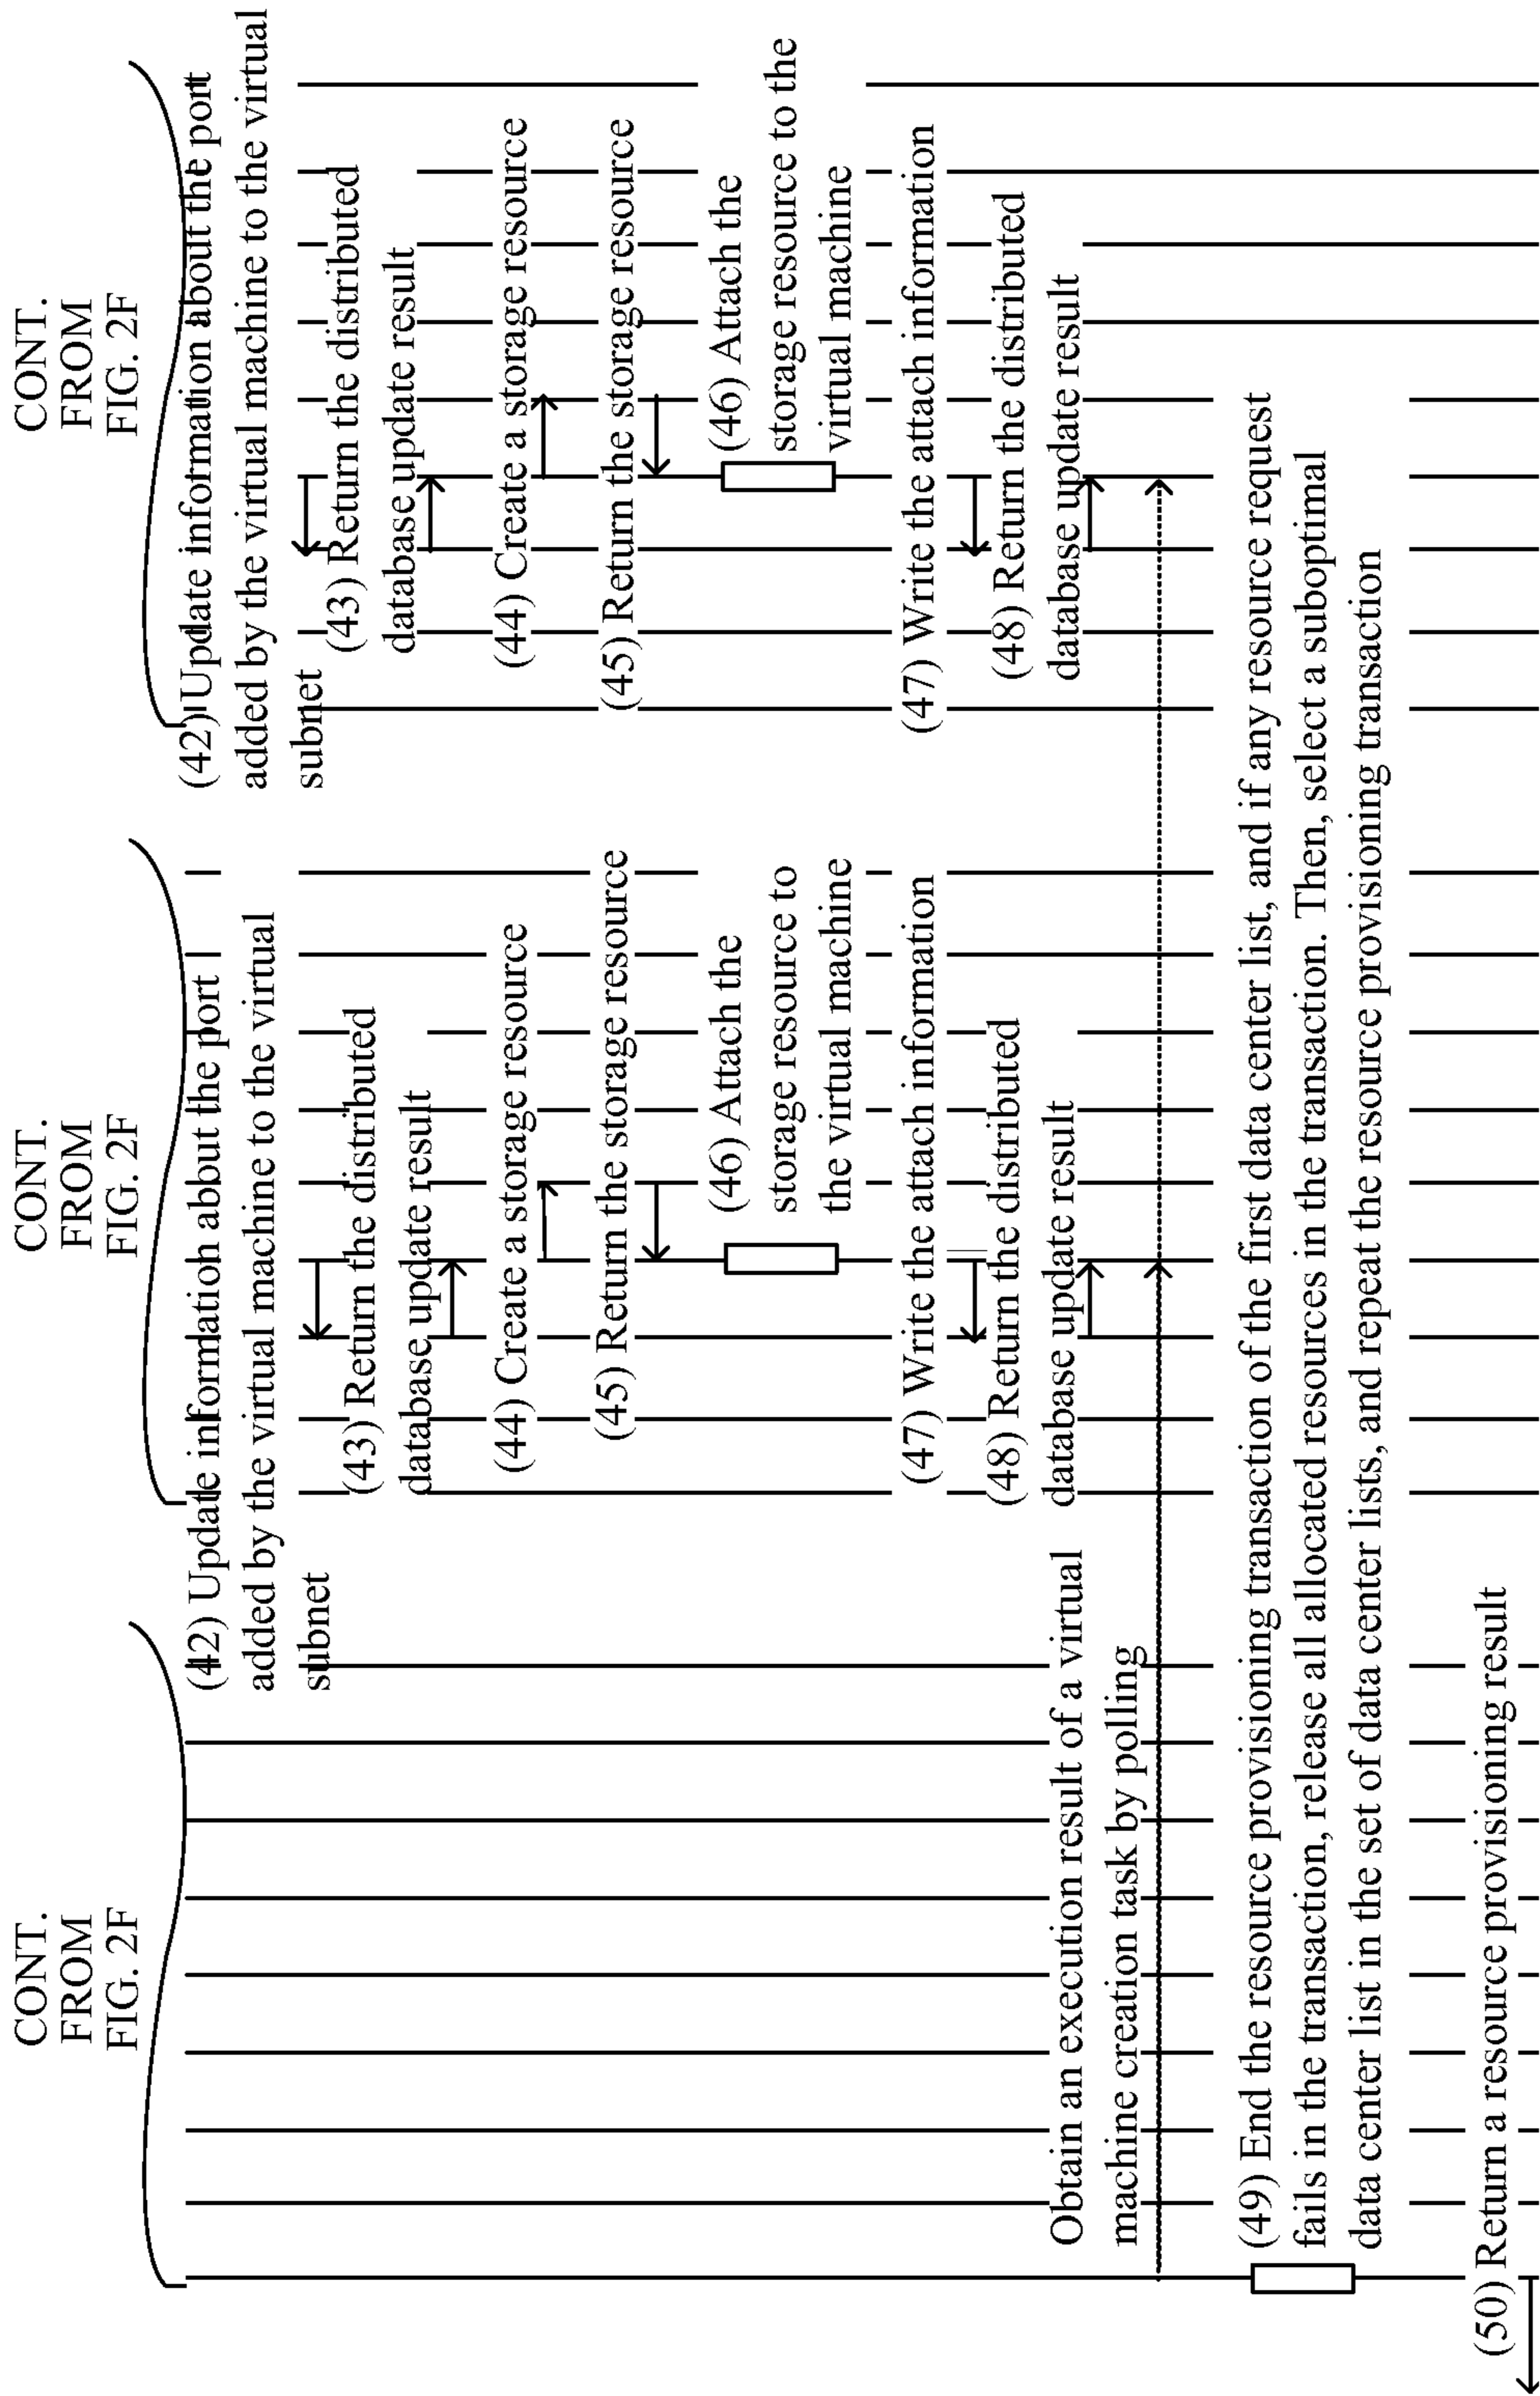 CONT.
FROM
FIG. 2F
CONT.
FROM
FIG. 2F
CONT.
FROM
FIG. 2F
(42) Update information about the port
added by the virtual machine to the virtual
subnet
(43) Return the distributed
database update result
(44) Create a storage resource
(45) Return the storage resource
(46) Attach the
storage resource to
the virtual machine
(47) Write the attach information
(48) Return the distributed
database update result
(42) Update information about the port
added by the virtual machine to the virtual
subnet
(43) Return the distributed
database update result
(44) Create a storage resource
(45) Return the storage resource
(46) Attach the
storage resource to the
virtual machine
(47) Write the attach information
(48) Return the distributed
database update result
Obtain an execution result of a virtual
machine creation task by polling
(49) End the resource provisioning transaction of the first data center list, and if any resource request
fails in the transaction, release all allocated resources in the transaction. Then, select a suboptimal
data center list in the set of data center lists, and repeat the resource provisioning transaction
(50) Return a resource provisioning result